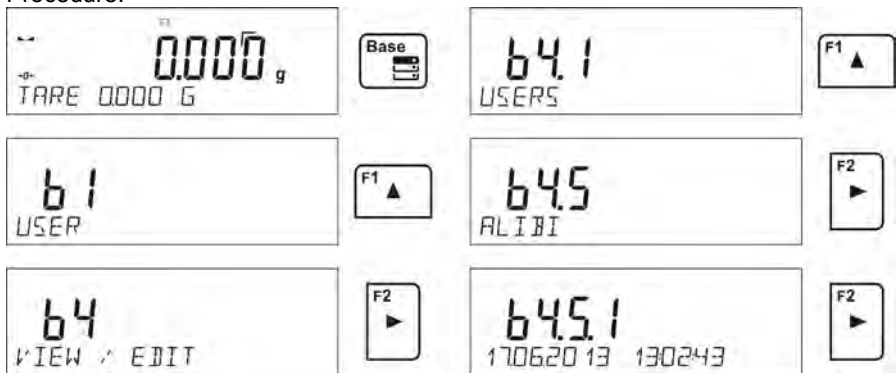 Procedure:
0.000 g
TARE 0.000 G
Base
b1
USER
F1
b4
VIEW / EDIT
F2
b4.1
USERS
F1
b4.5
ALIBI
F2
b4.5.1
17.06.2013 13:02:43
F2